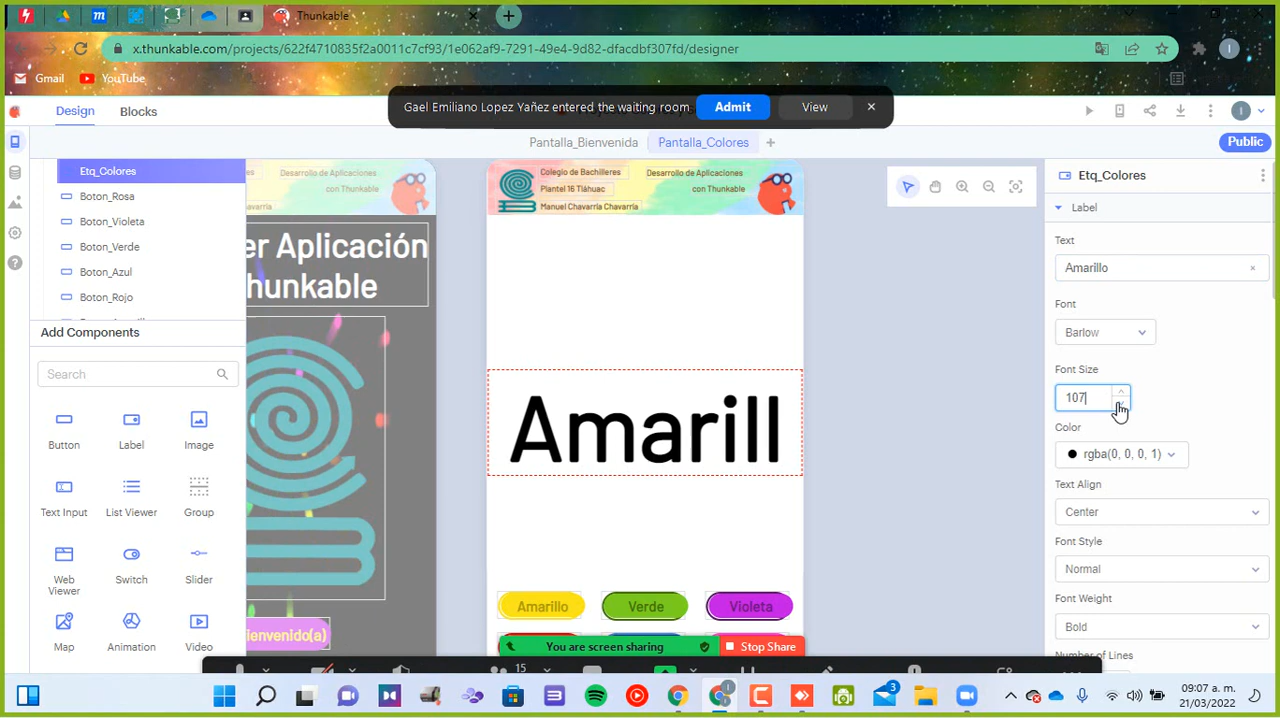 Thunkable
x.thunkable.com/projects/622f4710835f2a0011c7cf93/1e062af9-7291-49e4-9d82-dfacdbf307fd/designer
Gmail
YouTube
Gael Emiliano Lopez Yañez entered the waiting room
Admit
View
Design
Blocks
Pantalla_Bienvenida
Pantalla_Colores
Public
Etq_Colores
Boton_Rosa
Boton_Violeta
Boton_Verde
Boton_Azul
Boton_Rojo
Add Components
Search
Button
Label
Image
Text Input
List Viewer
Group
Web Viewer
Switch
Slider
Map
Animation
Video
Desarrollo de Aplicaciones
con Thunkable
avarría
er Aplicación
hunkable
ienvenido(a)
Colegio de Bachilleres
Desarrollo de Aplicaciones
Plantel 16 Tláhuac
con Thunkable
Manuel Chavarría Chavarría
Amarill
Amarillo
Verde
Violeta
You are screen sharing
Stop Share
15
Etq_Colores
Label
Text
Amarillo
Font
Barlow
Font Size
107
Color
rgba(0, 0, 0, 1)
Text Align
Center
Font Style
Normal
Font Weight
Bold
Number of Lines
3
09:07 a. m.
21/03/2022